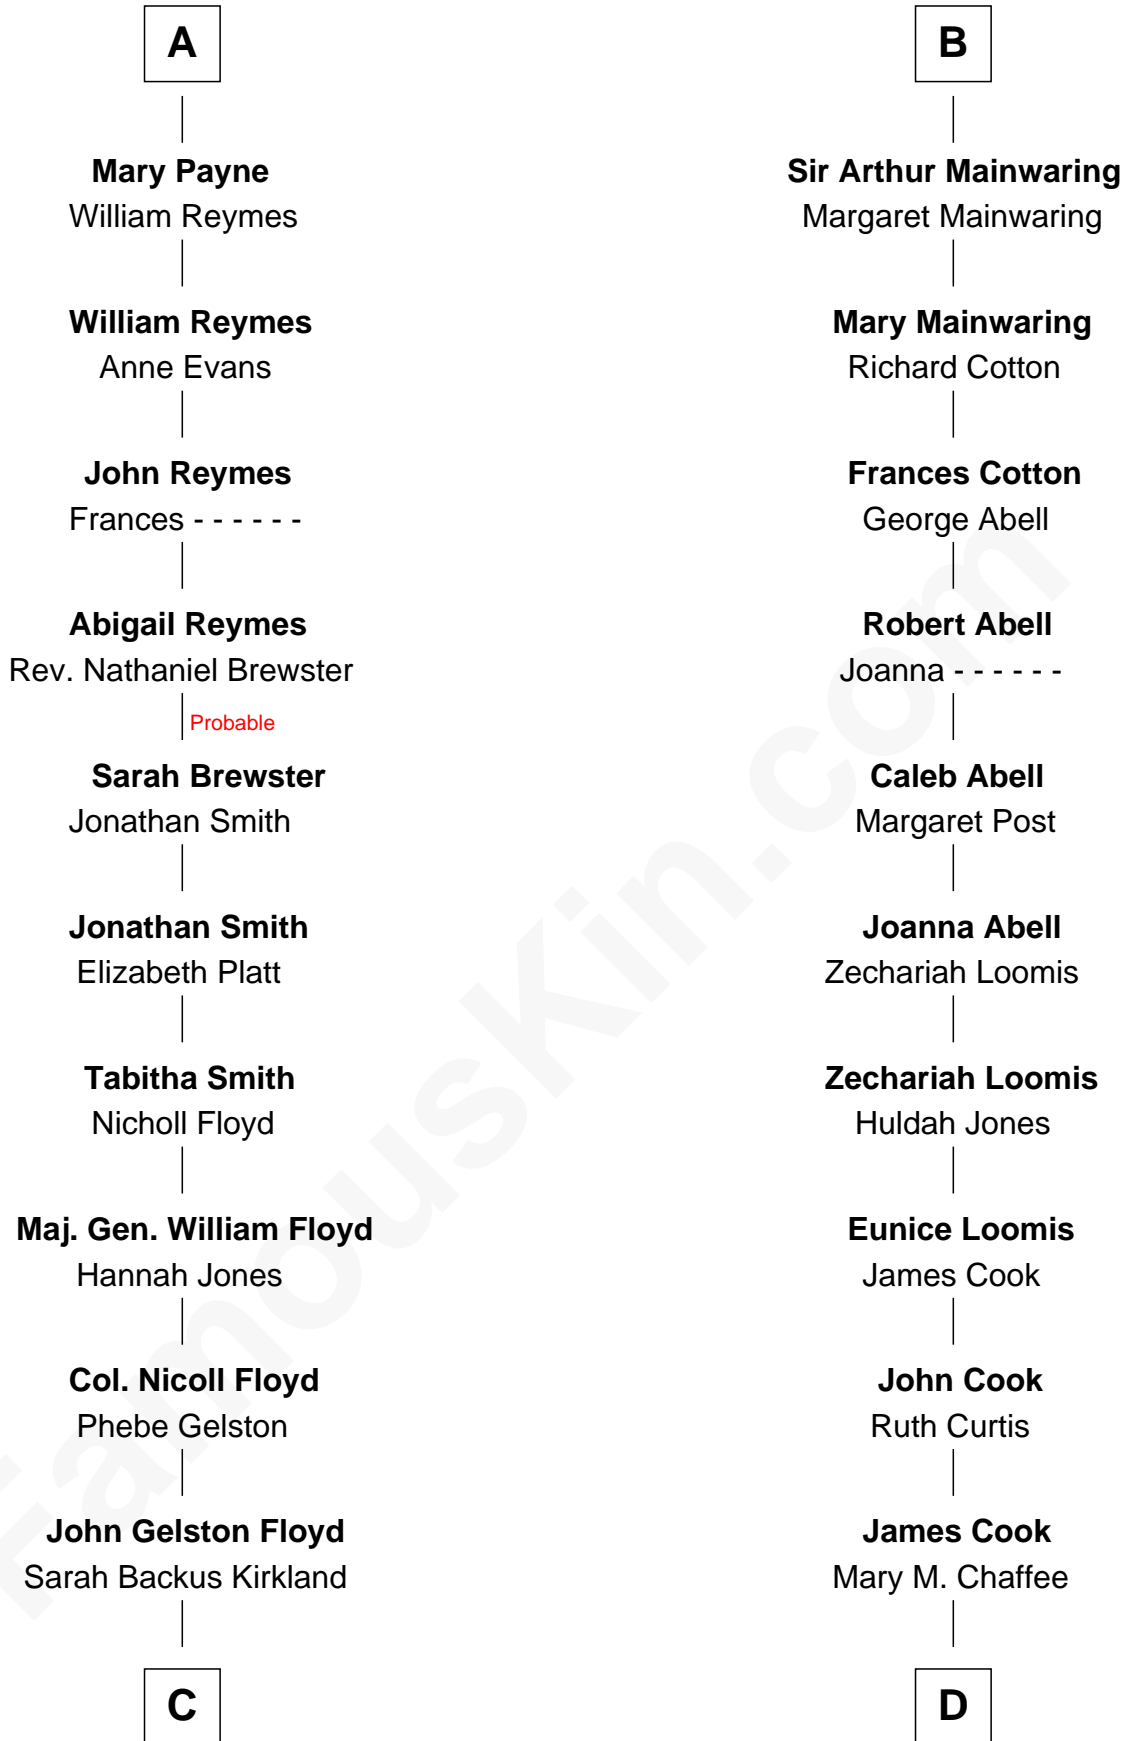 A
Mary Payne
William Reymes
William Reymes
Anne Evans
John Reymes
Frances - - - - - -
Abigail Reymes
Rev. Nathaniel Brewster
Probable
Sarah Brewster
Jonathan Smith
Jonathan Smith
Elizabeth Platt
Tabitha Smith
Nicholl Floyd
Maj. Gen. William Floyd
Hannah Jones
Col. Nicoll Floyd
Phebe Gelston
John Gelston Floyd
Sarah Backus Kirkland
C
B
Sir Arthur Mainwaring
Margaret Mainwaring
Mary Mainwaring
Richard Cotton
Frances Cotton
George Abell
Robert Abell
Joanna - - - - - -
Caleb Abell
Margaret Post
Joanna Abell
Zechariah Loomis
Zechariah Loomis
Huldah Jones
Eunice Loomis
James Cook
John Cook
Ruth Curtis
James Cook
Mary M. Chaffee
D
FamousKin.com